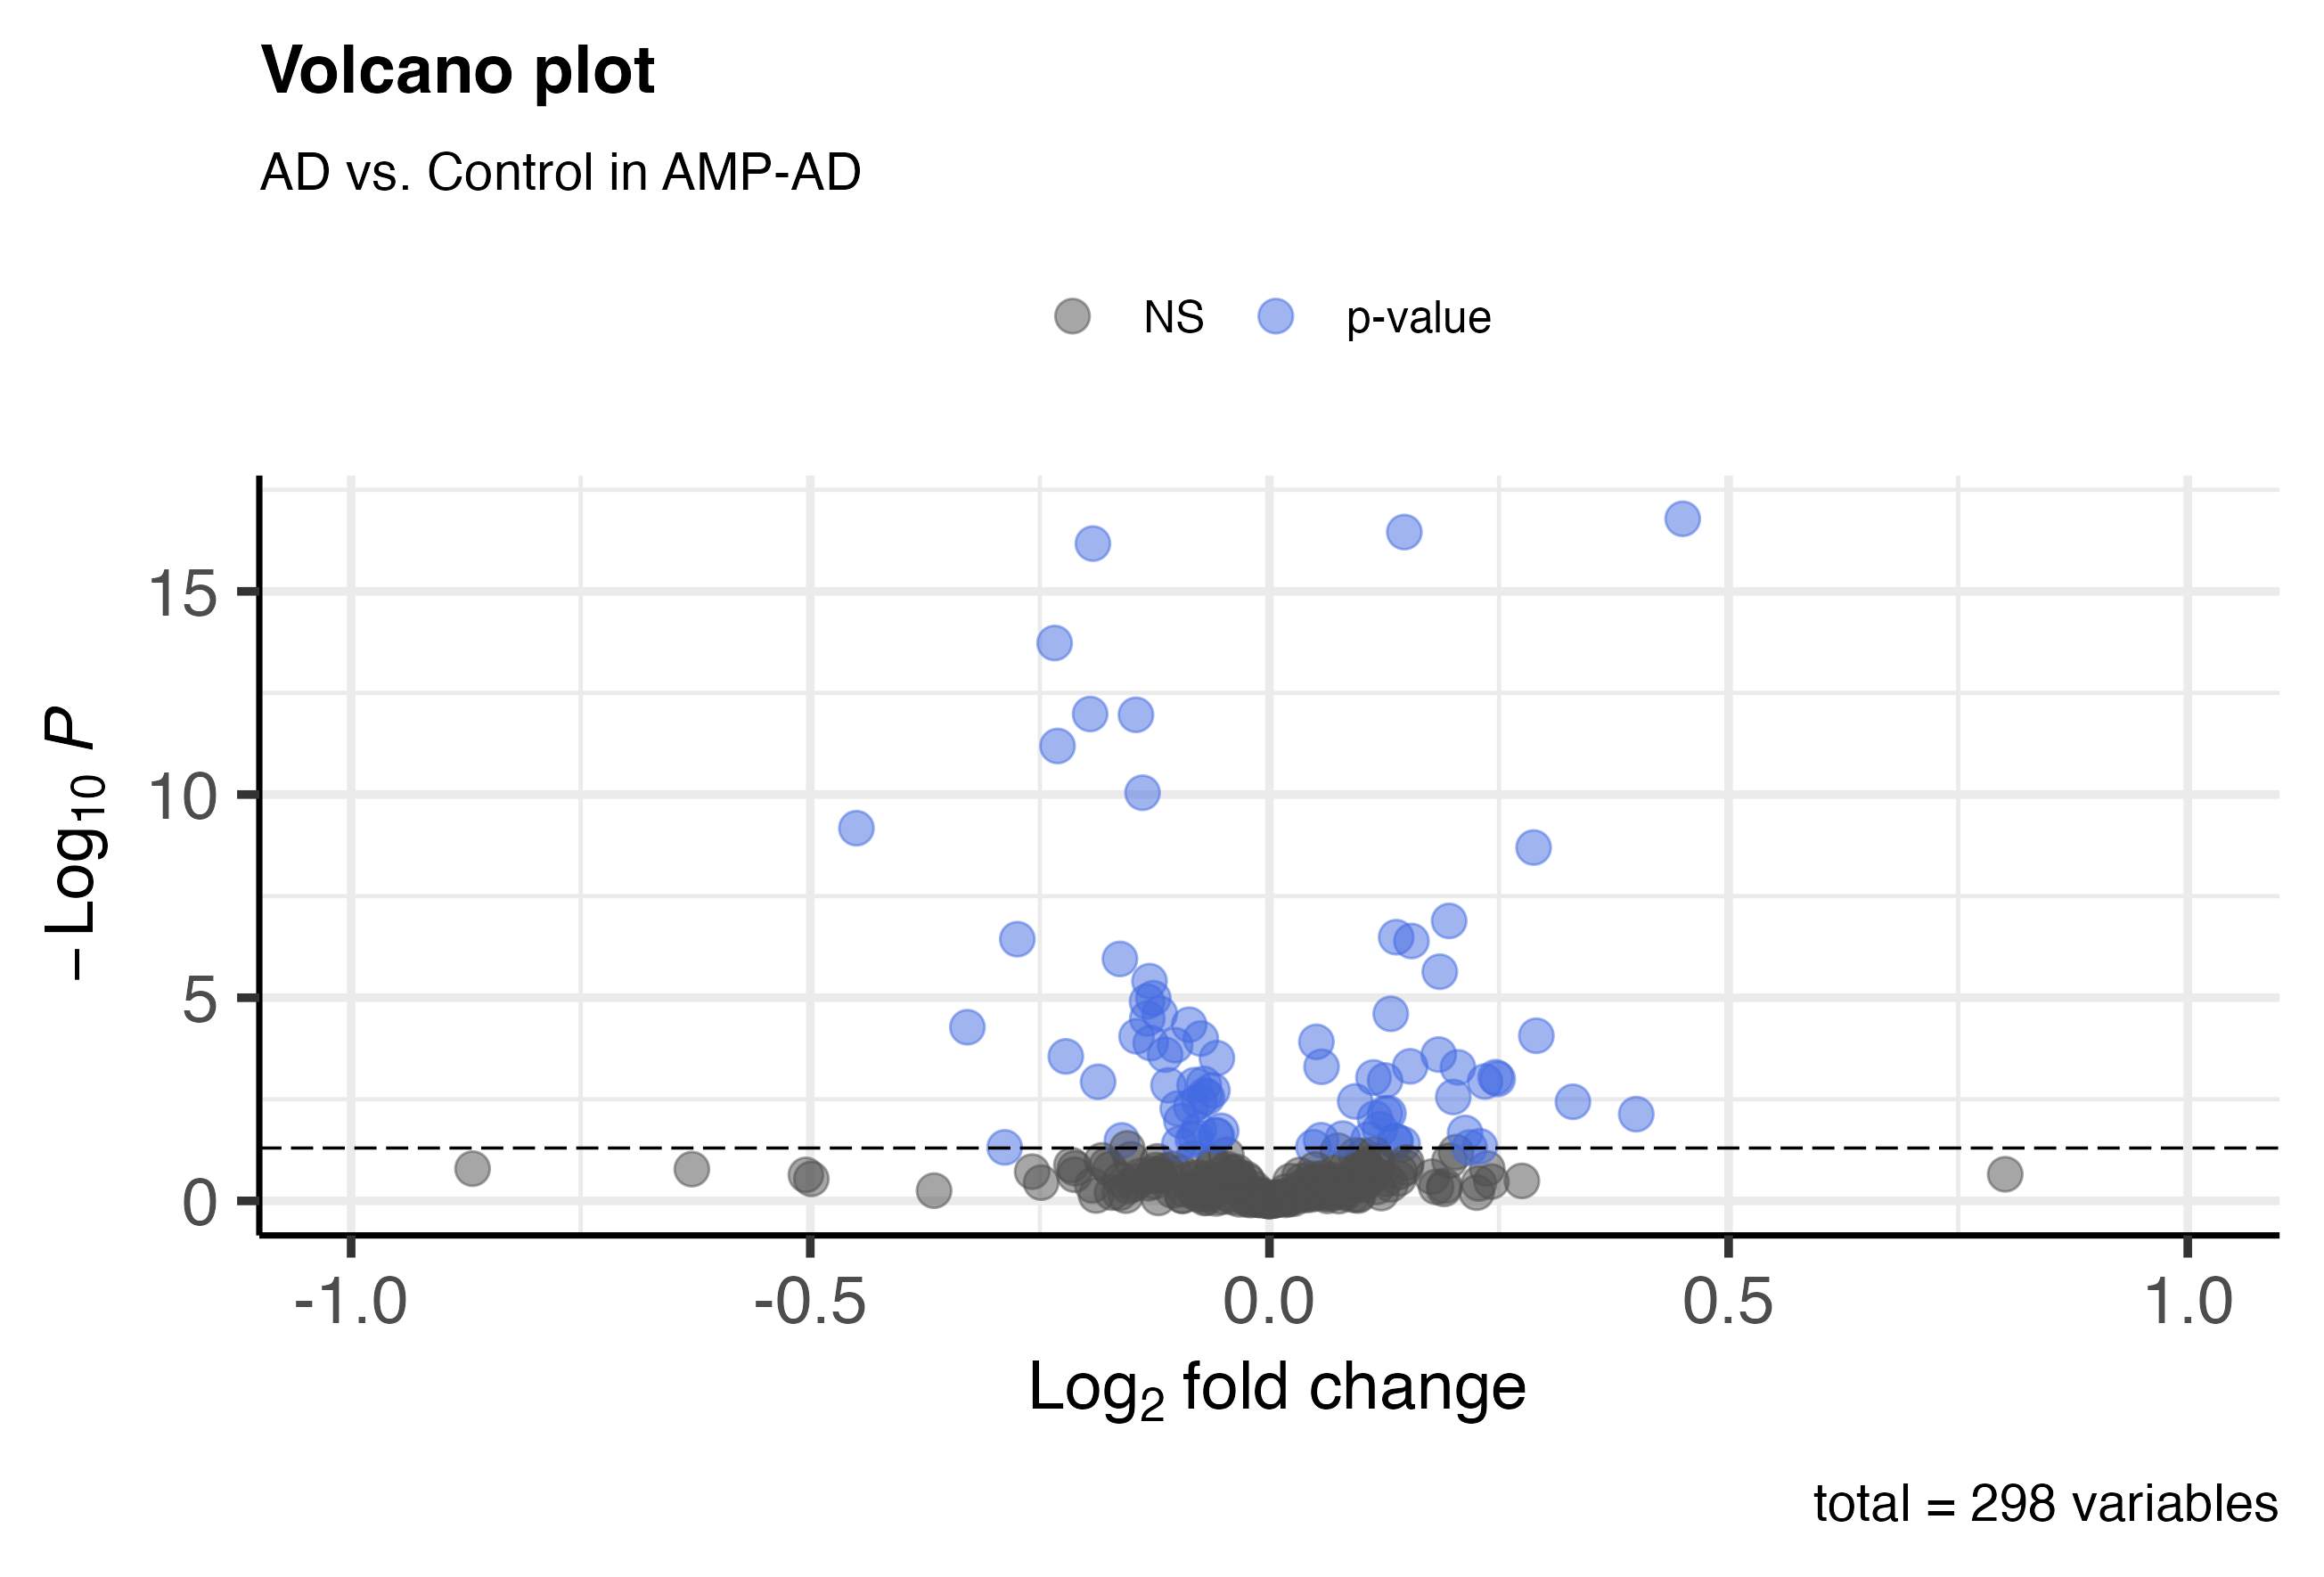 Volcano plot
AD vs. Control in AMP-AD
NS p-value
−Log10 P
15
10
5
0
-1.0 -0.5 0.0 0.5 1.0
Log2 fold change
total = 298 variables